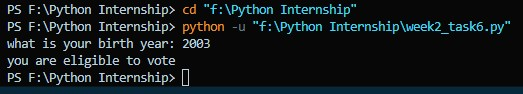 PS F:\Python Internship> cd "f:\Python Internship"
PS F:\Python Internship> python -u "f:\Python Internship\week2_task6.py"
what is your birth year: 2003
you are eligible to vote
PS F:\Python Internship>